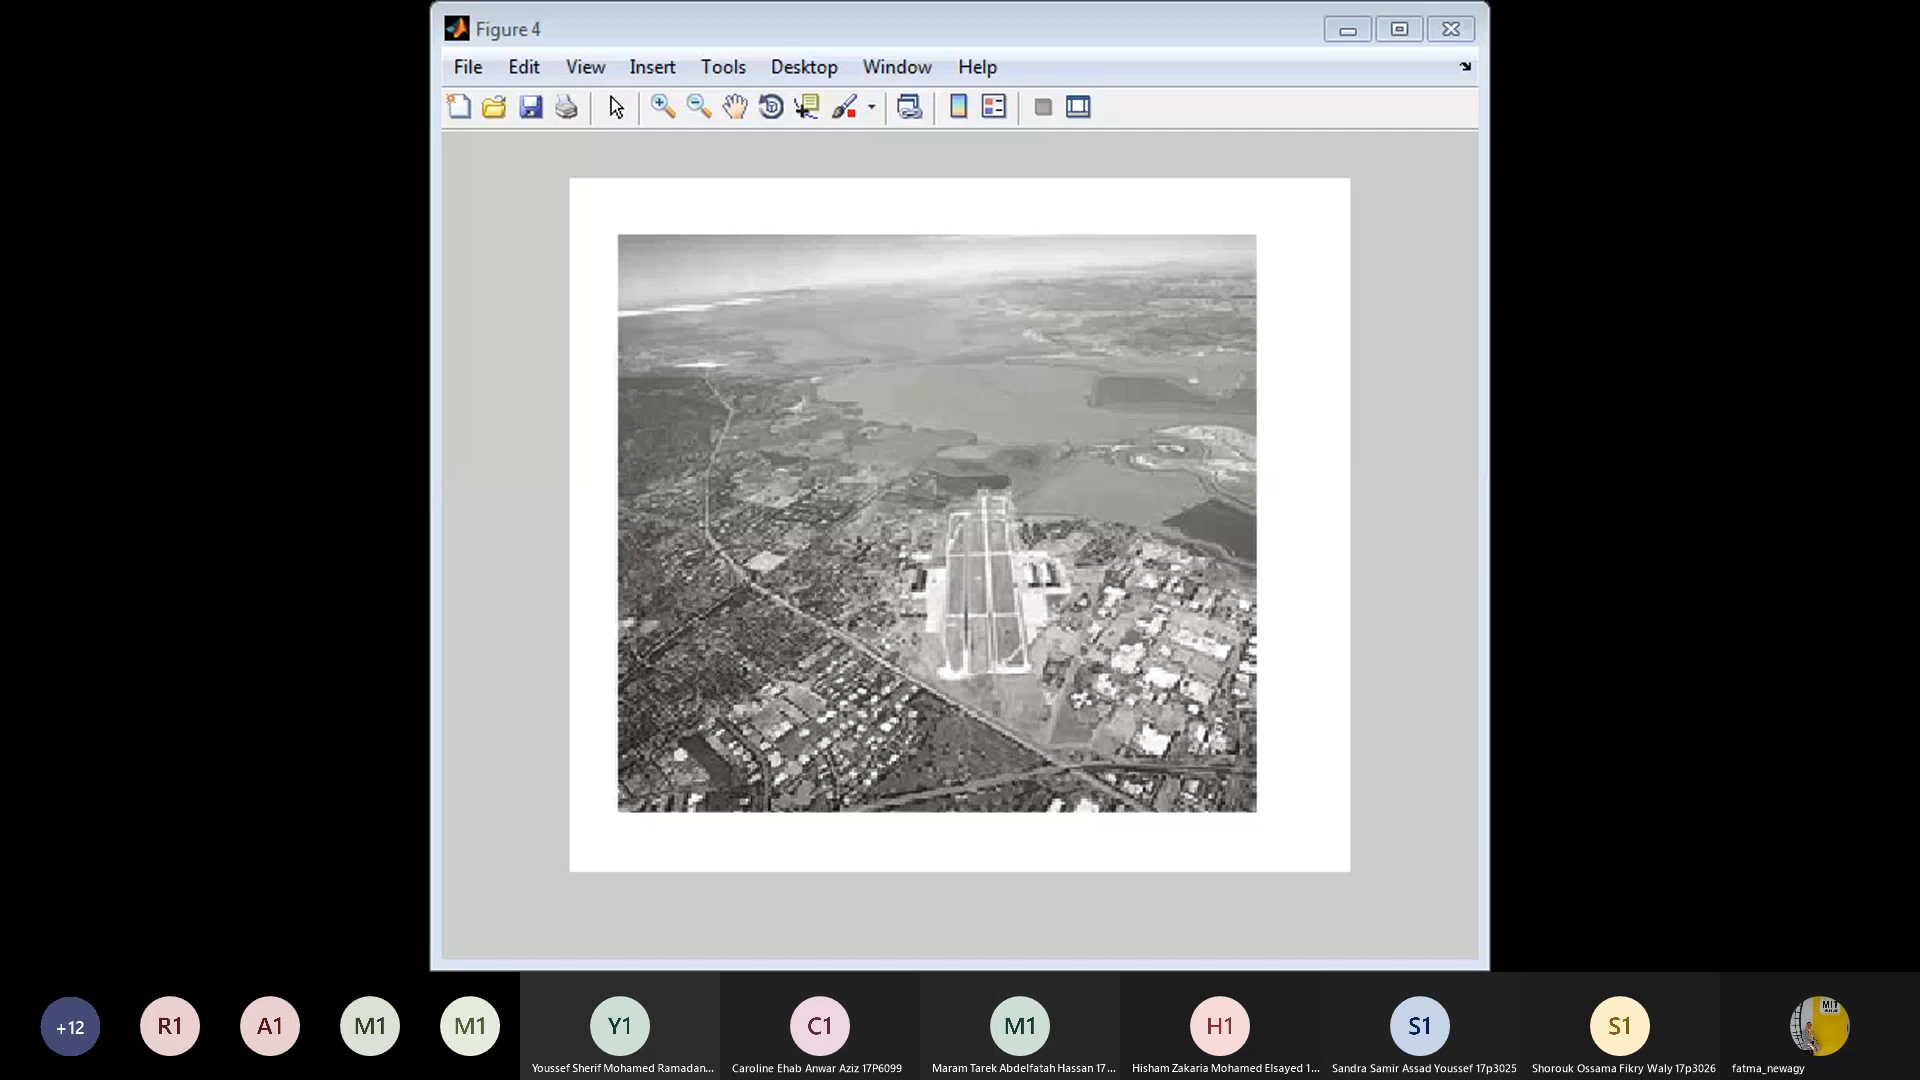 Figure 4
File Edit View Insert Tools Desktop Window Help
+12 R1 A1 M1 M1 Y1 C1 M1 H1 S1 S1 MIT
Youssef Sherif Mohamed Ramadan... Caroline Ehab Anwar Aziz 17P6099 Maram Tarek Abdelfatah Hassan 17... Hisham Zakaria Mohamed Elsayed 1... Sandra Samir Assad Youssef 17p3025 Shorouk Ossama Fikry Waly 17p3026 fatma_newagy